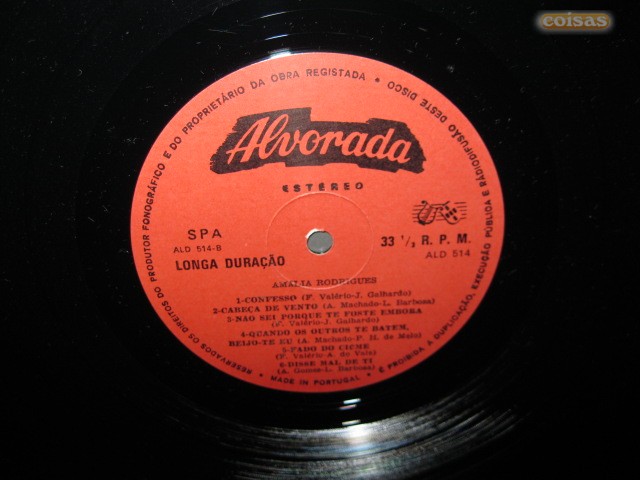 coisas
RESERVADOS OS DIREITOS DO PRODUTOR FONOGRÁFICO E DO PROPRIETÁRIO DA OBRA REGISTADA • É PROIBIDA A DUPLICAÇÃO, EXECUÇÃO PÚBLICA E RADIODIFUSÃO DESTE DISCO
Alvorada
ESTÉREO
SPA
ALD 514-B
LONGA DURAÇÃO
33 1/3 R. P. M.
ALD 514
AMÁLIA RODRIGUES
1-CONFESSO (F. Valério-J. Galhardo)
2-CABEÇA DE VENTO (A. Machado-L. Barbosa)
3-NÃO SEI PORQUE TE FOSTE EMBORA
(F. Valério-J. Galhardo)
4-QUANDO OS OUTROS TE BATEM,
BEIJO-TE EU (A. Machado-P. H. de Melo)
5-FADO DO CIÚME
(F. Valério-A. do Vale)
6-DISSE MAL DE TI
(A. Gomes-L. Barbosa)
• MADE IN PORTUGAL •